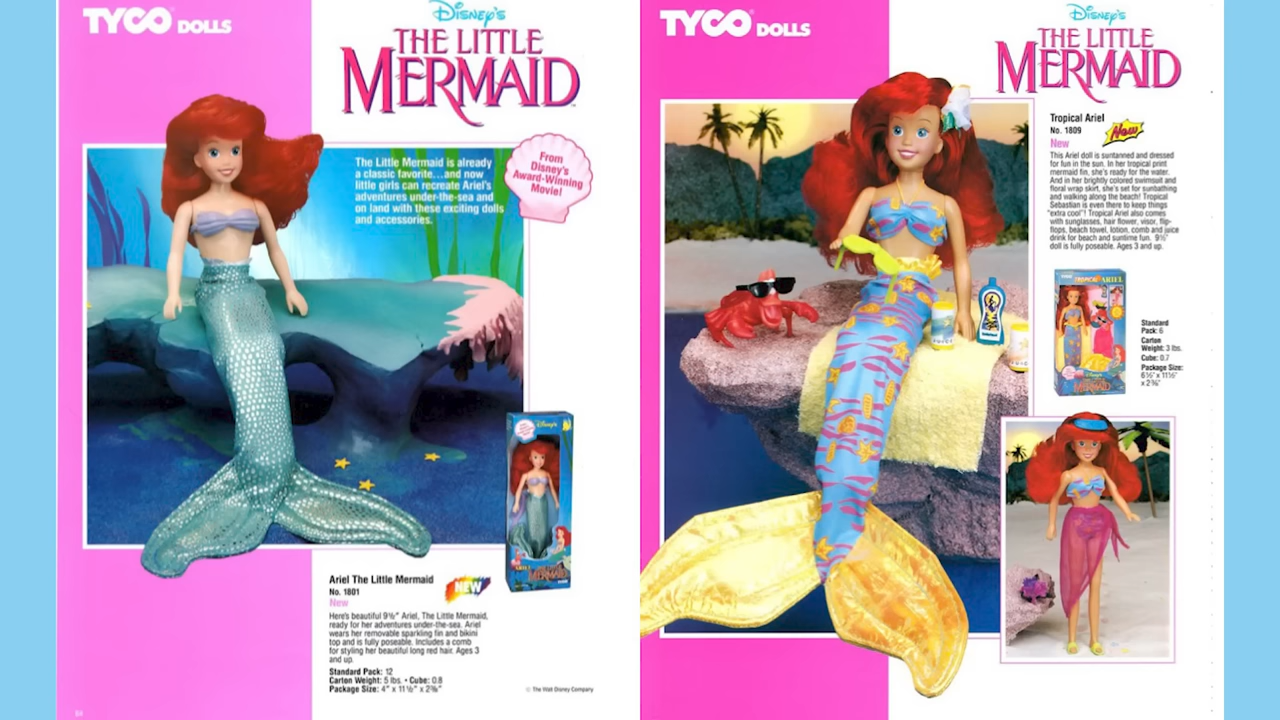 TYCO DOLLS
Disney's
THE LITTLE
MERMAID
The Little Mermaid is already
a classic favorite...and now
little girls can recreate Ariel's
adventures under-the-sea and
on land with these exciting dolls
and accessories.
From
Disney's
Award-Winning
Movie!
Disney's
MERMAID
Ariel The Little Mermaid
No. 1801
NEW
New
Here's beautiful 9½" Ariel, The Little Mermaid,
ready for her adventures under-the-sea. Ariel
wears her removable sparkling fin and bikini
top and is fully poseable. Includes a comb
for styling her beautiful long red hair. Ages 3
and up.
Standard Pack: 12
Carton Weight: 5 lbs. • Cube: 0.8
Package Size: 4" x 11½" x 2⅜"
© The Walt Disney Company
TYCO DOLLS
Disney's
THE LITTLE
MERMAID
Tropical Ariel
No. 1809
New
New
This Ariel doll is suntanned and dressed
for fun in the sun. In her tropical print
mermaid fin, she's ready for the water.
And in her brightly colored swimsuit and
floral wrap skirt, she's set for sunbathing
and walking along the beach! Tropical
Sebastian is even there to keep things
"extra cool"! Tropical Ariel also comes
with sunglasses, hair flower, visor, flip-
flops, beach towel, lotion, comb and juice
drink for beach and suntime fun. 9½"
doll is fully poseable. Ages 3 and up.
TROPICAL ARIEL
MERMAID
Standard
Pack: 6
Carton
Weight: 3 lbs.
Cube: 0.7
Package Size:
6½" x 11½"
x 2⅜"